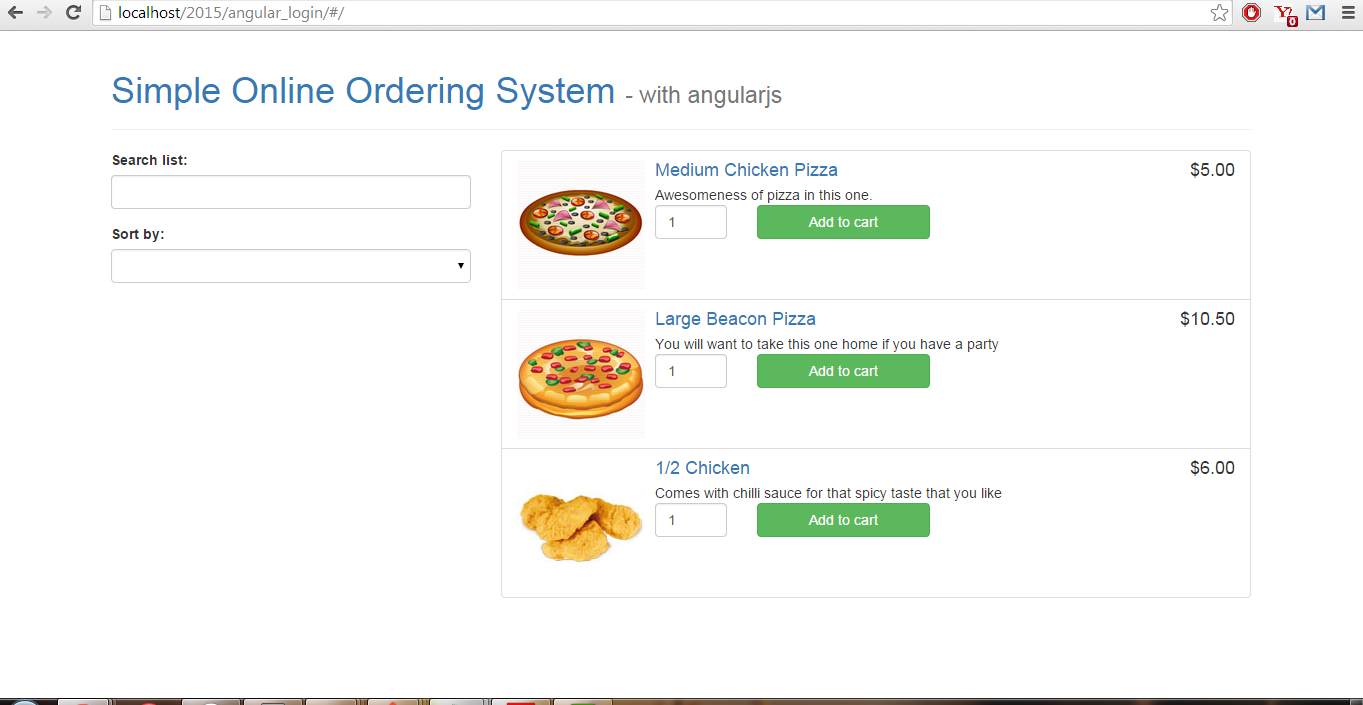 localhost/2015/angular_login/#/
0
Simple Online Ordering System - with angularjs
Search list:
Sort by:
Medium Chicken Pizza $5.00
Awesomeness of pizza in this one.
1 Add to cart
Large Beacon Pizza $10.50
You will want to take this one home if you have a party
1 Add to cart
1/2 Chicken $6.00
Comes with chilli sauce for that spicy taste that you like
1 Add to cart